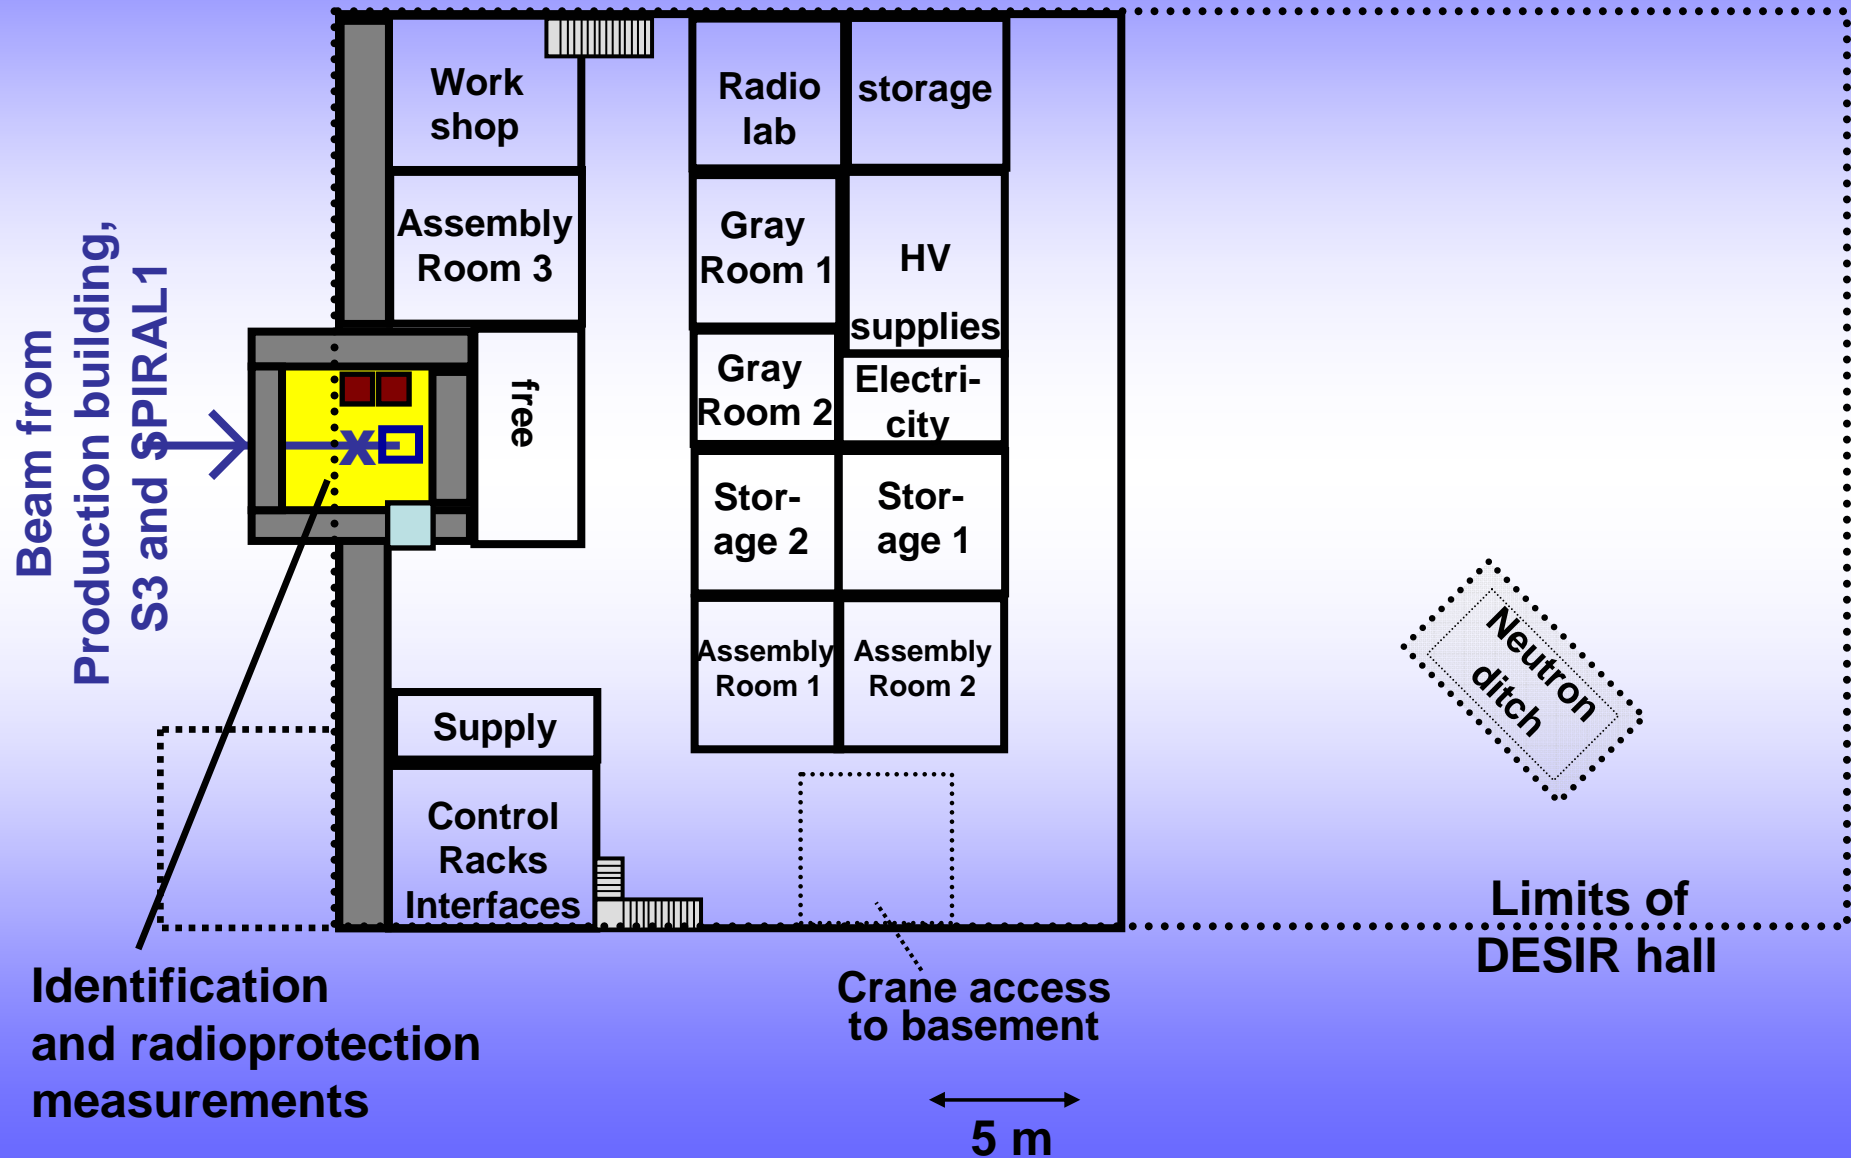 Work
shop
Radio
lab
storage
Assembly
Room 3
Gray
Room 1
HV
supplies
Beam from
Production building,
S3 and SPIRAL1
free
x
Gray
Room 2
Electri-
city
Stor-
age 2
Stor-
age 1
Assembly
Room 1
Assembly
Room 2
Neutron
ditch
Supply
Control
Racks
Interfaces
Limits of
DESIR hall
Identification
and radioprotection
measurements
Crane access
to basement
5 m